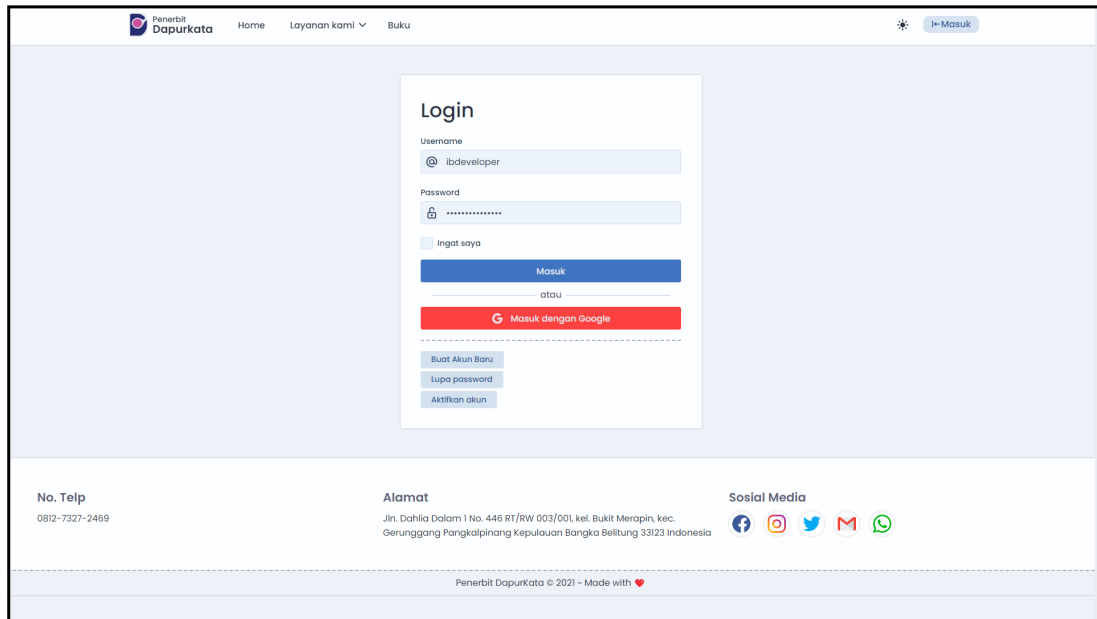 Penerbit
Dapurkata
Home
Layanan kami
Buku
Masuk
Login
Username
ibdeveloper
Password
•••••••••••••••
Ingat saya
Masuk
atau
Masuk dengan Google
Buat Akun Baru
Lupa password
Aktifkan akun
No. Telp
0812-7327-2469
Alamat
Jln. Dahlia Dalam 1 No. 446 RT/RW 003/001, kel. Bukit Merapin, kec.
Gerunggang Pangkalpinang Kepulauan Bangka Belitung 33123 Indonesia
Sosial Media
Penerbit DapurKata © 2021 - Made with ❤